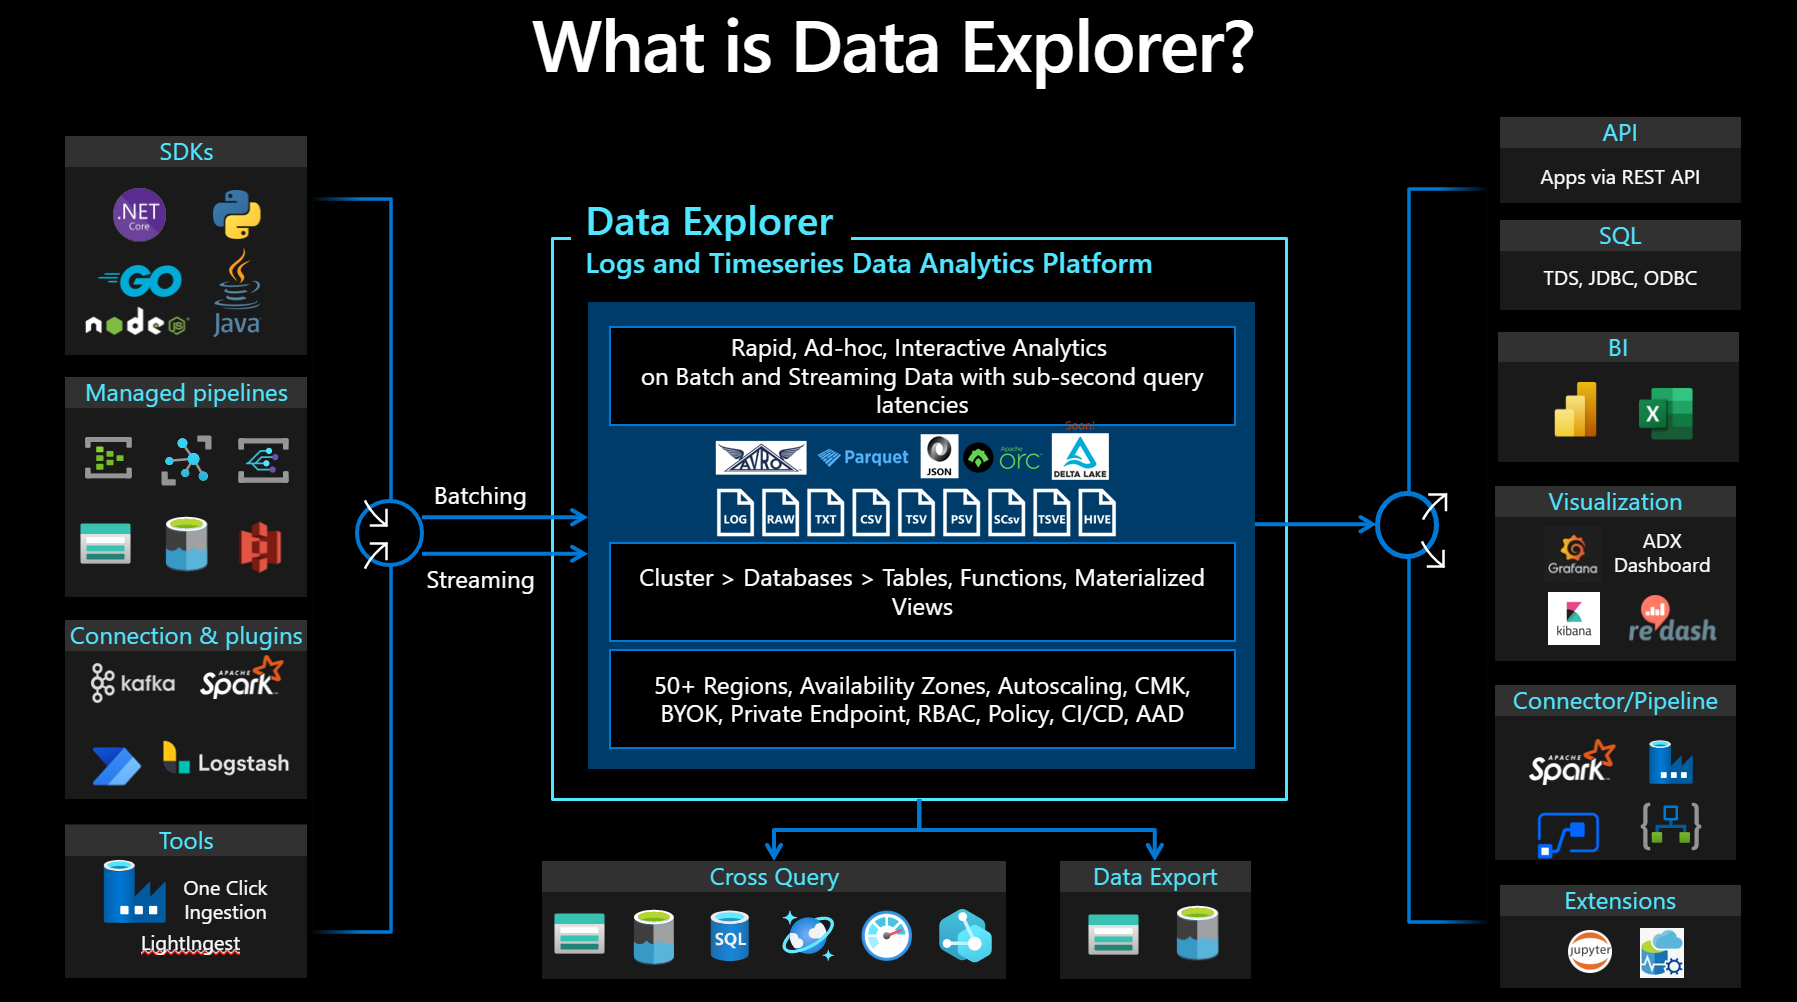 What is Data Explorer?
SDKs
.NET
Core
GO
node
JS
Java
Managed pipelines
Connection & plugins
kafka
APACHE
Spark
Logstash
Tools
One Click
Ingestion
LightIngest
Batching
Streaming
Data Explorer
Logs and Timeseries Data Analytics Platform
Rapid, Ad-hoc, Interactive Analytics
on Batch and Streaming Data with sub-second query
latencies
Soon!
AVRO
Parquet
JSON
Apache
orc
DELTA LAKE
LOG
RAW
TXT
CSV
TSV
PSV
SCsv
TSVE
HIVE
Cluster > Databases > Tables, Functions, Materialized
Views
50+ Regions, Availability Zones, Autoscaling, CMK,
BYOK, Private Endpoint, RBAC, Policy, CI/CD, AAD
Cross Query
SQL
Data Export
API
Apps via REST API
SQL
TDS, JDBC, ODBC
BI
X
Visualization
Grafana
ADX
Dashboard
kibana
redash
Connector/Pipeline
APACHE
Spark
Extensions
jupyter